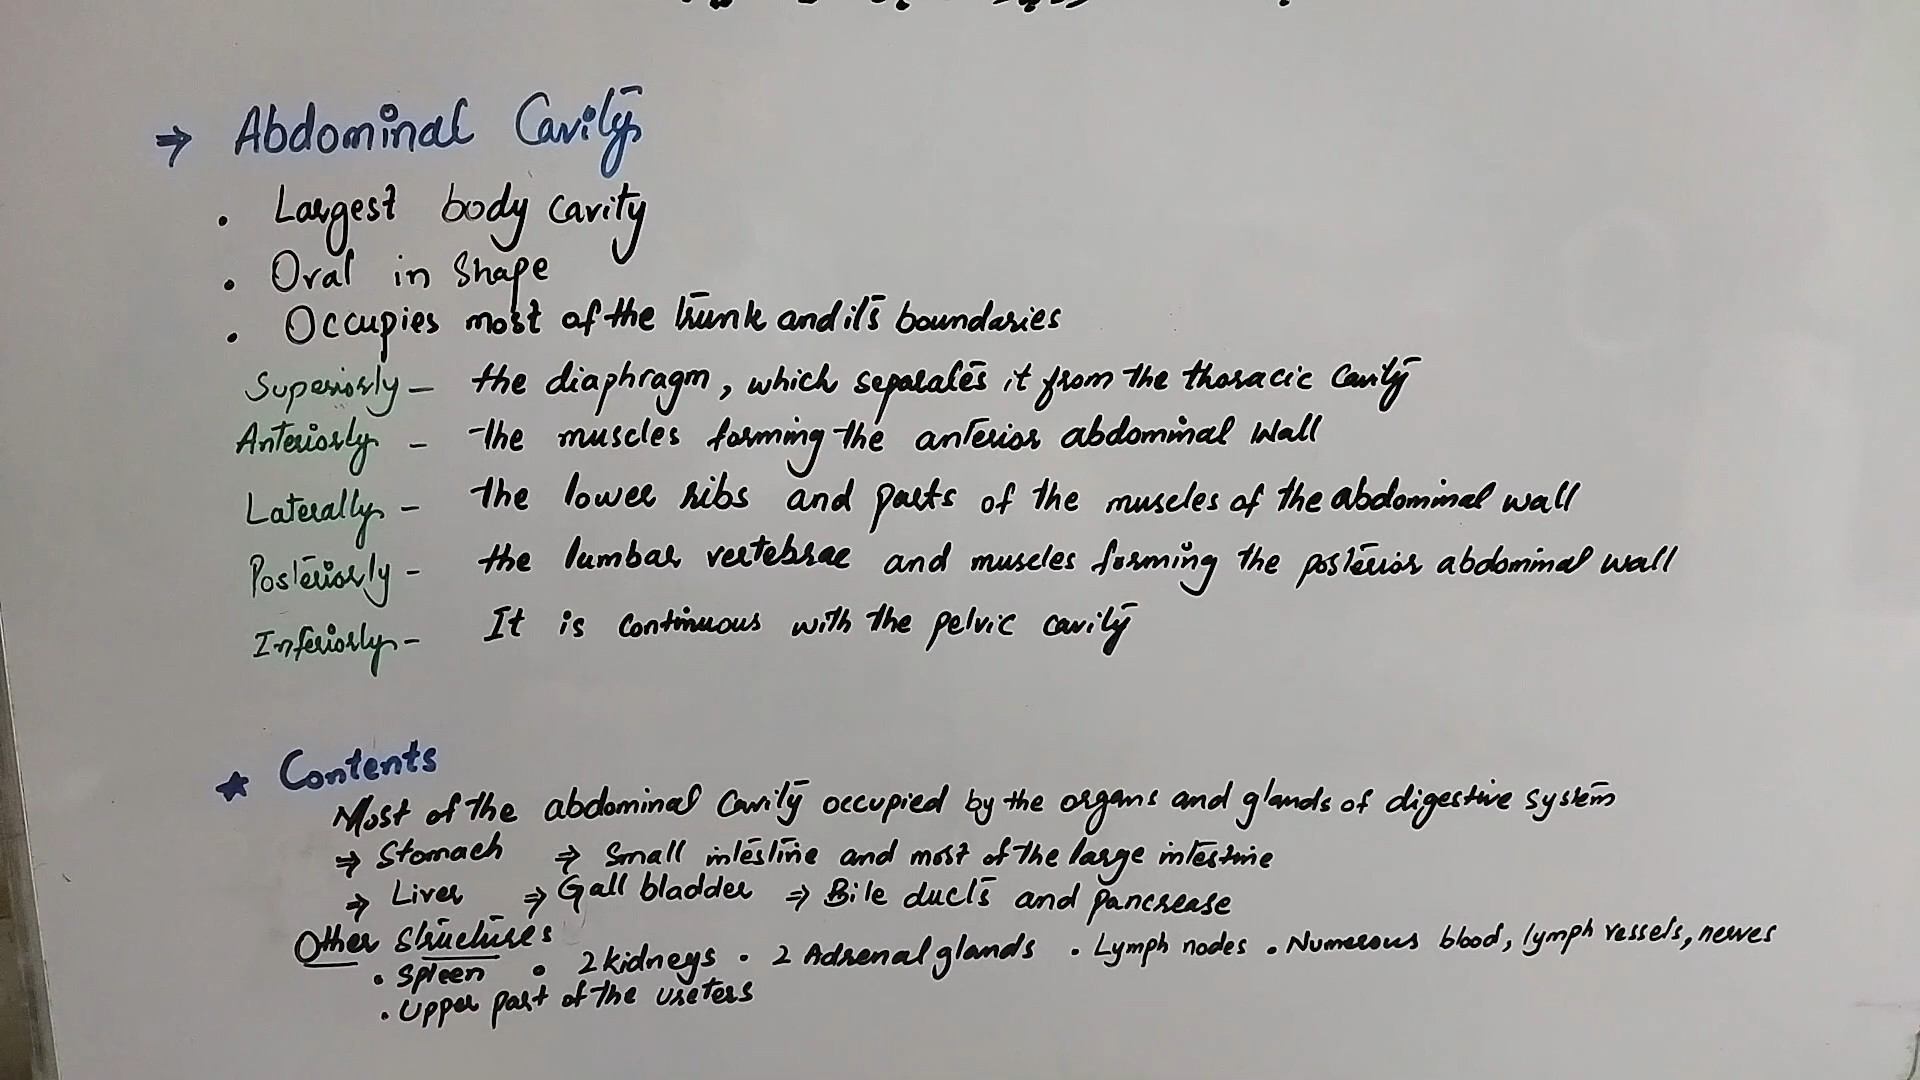 ⇒ Abdominal Cavity
• Largest body cavity
• Oval in shape
• Occupies most of the trunk and its boundaries
Superiorly – the diaphragm, which separates it from the thoracic cavity
Anteriorly – the muscles forming the anterior abdominal wall
Laterally – the lower ribs and parts of the muscles of the abdominal wall
Posteriorly – the lumbar vertebrae and muscles forming the posterior abdominal wall
Inferiorly – It is continuous with the pelvic cavity
★ Contents
Most of the abdominal cavity occupied by the organs and glands of digestive system
⇒ Stomach ⇒ Small intestine and most of the large intestine
⇒ Liver ⇒ Gall bladder ⇒ Bile ducts and pancrease
Other structures
• Spleen • 2 kidneys • 2 Adrenal glands • Lymph nodes • Numerous blood, lymph vessels, nerves
• Upper part of the ureters